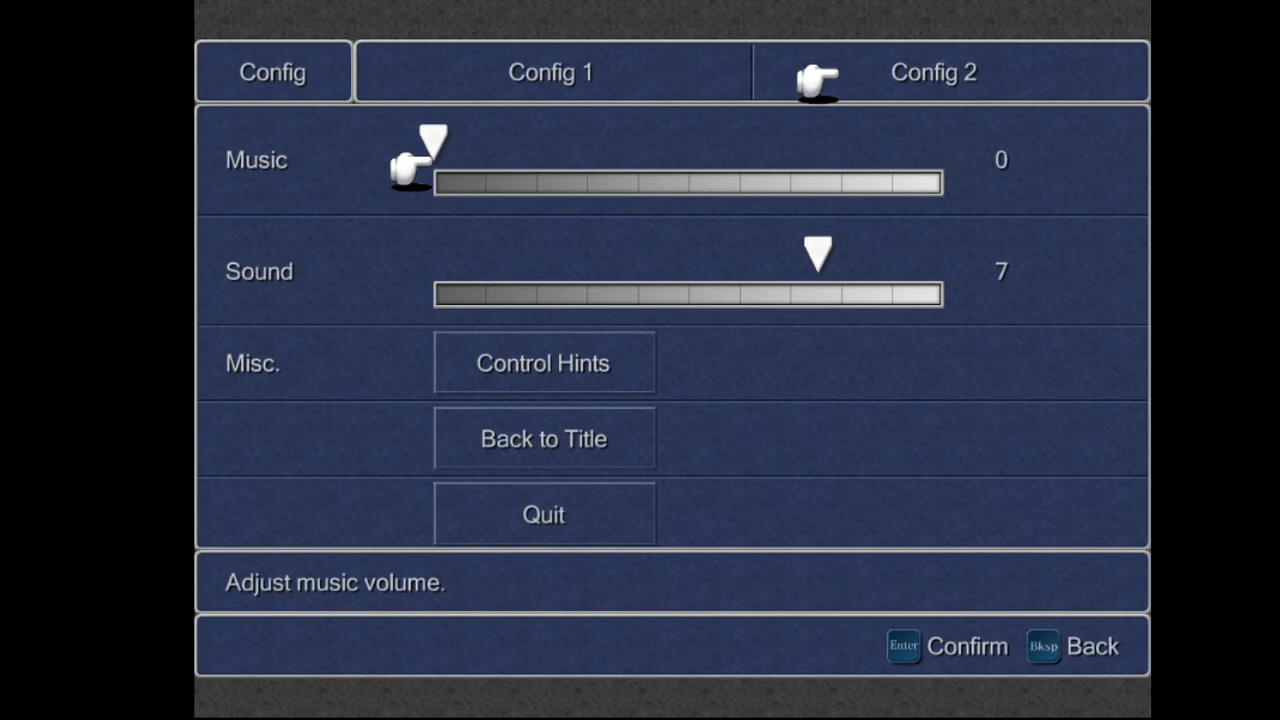 Config Config 1 Config 2
Music 0
Sound 7
Misc. Control Hints
Back to Title
Quit
Adjust music volume.
Enter Confirm Bksp Back